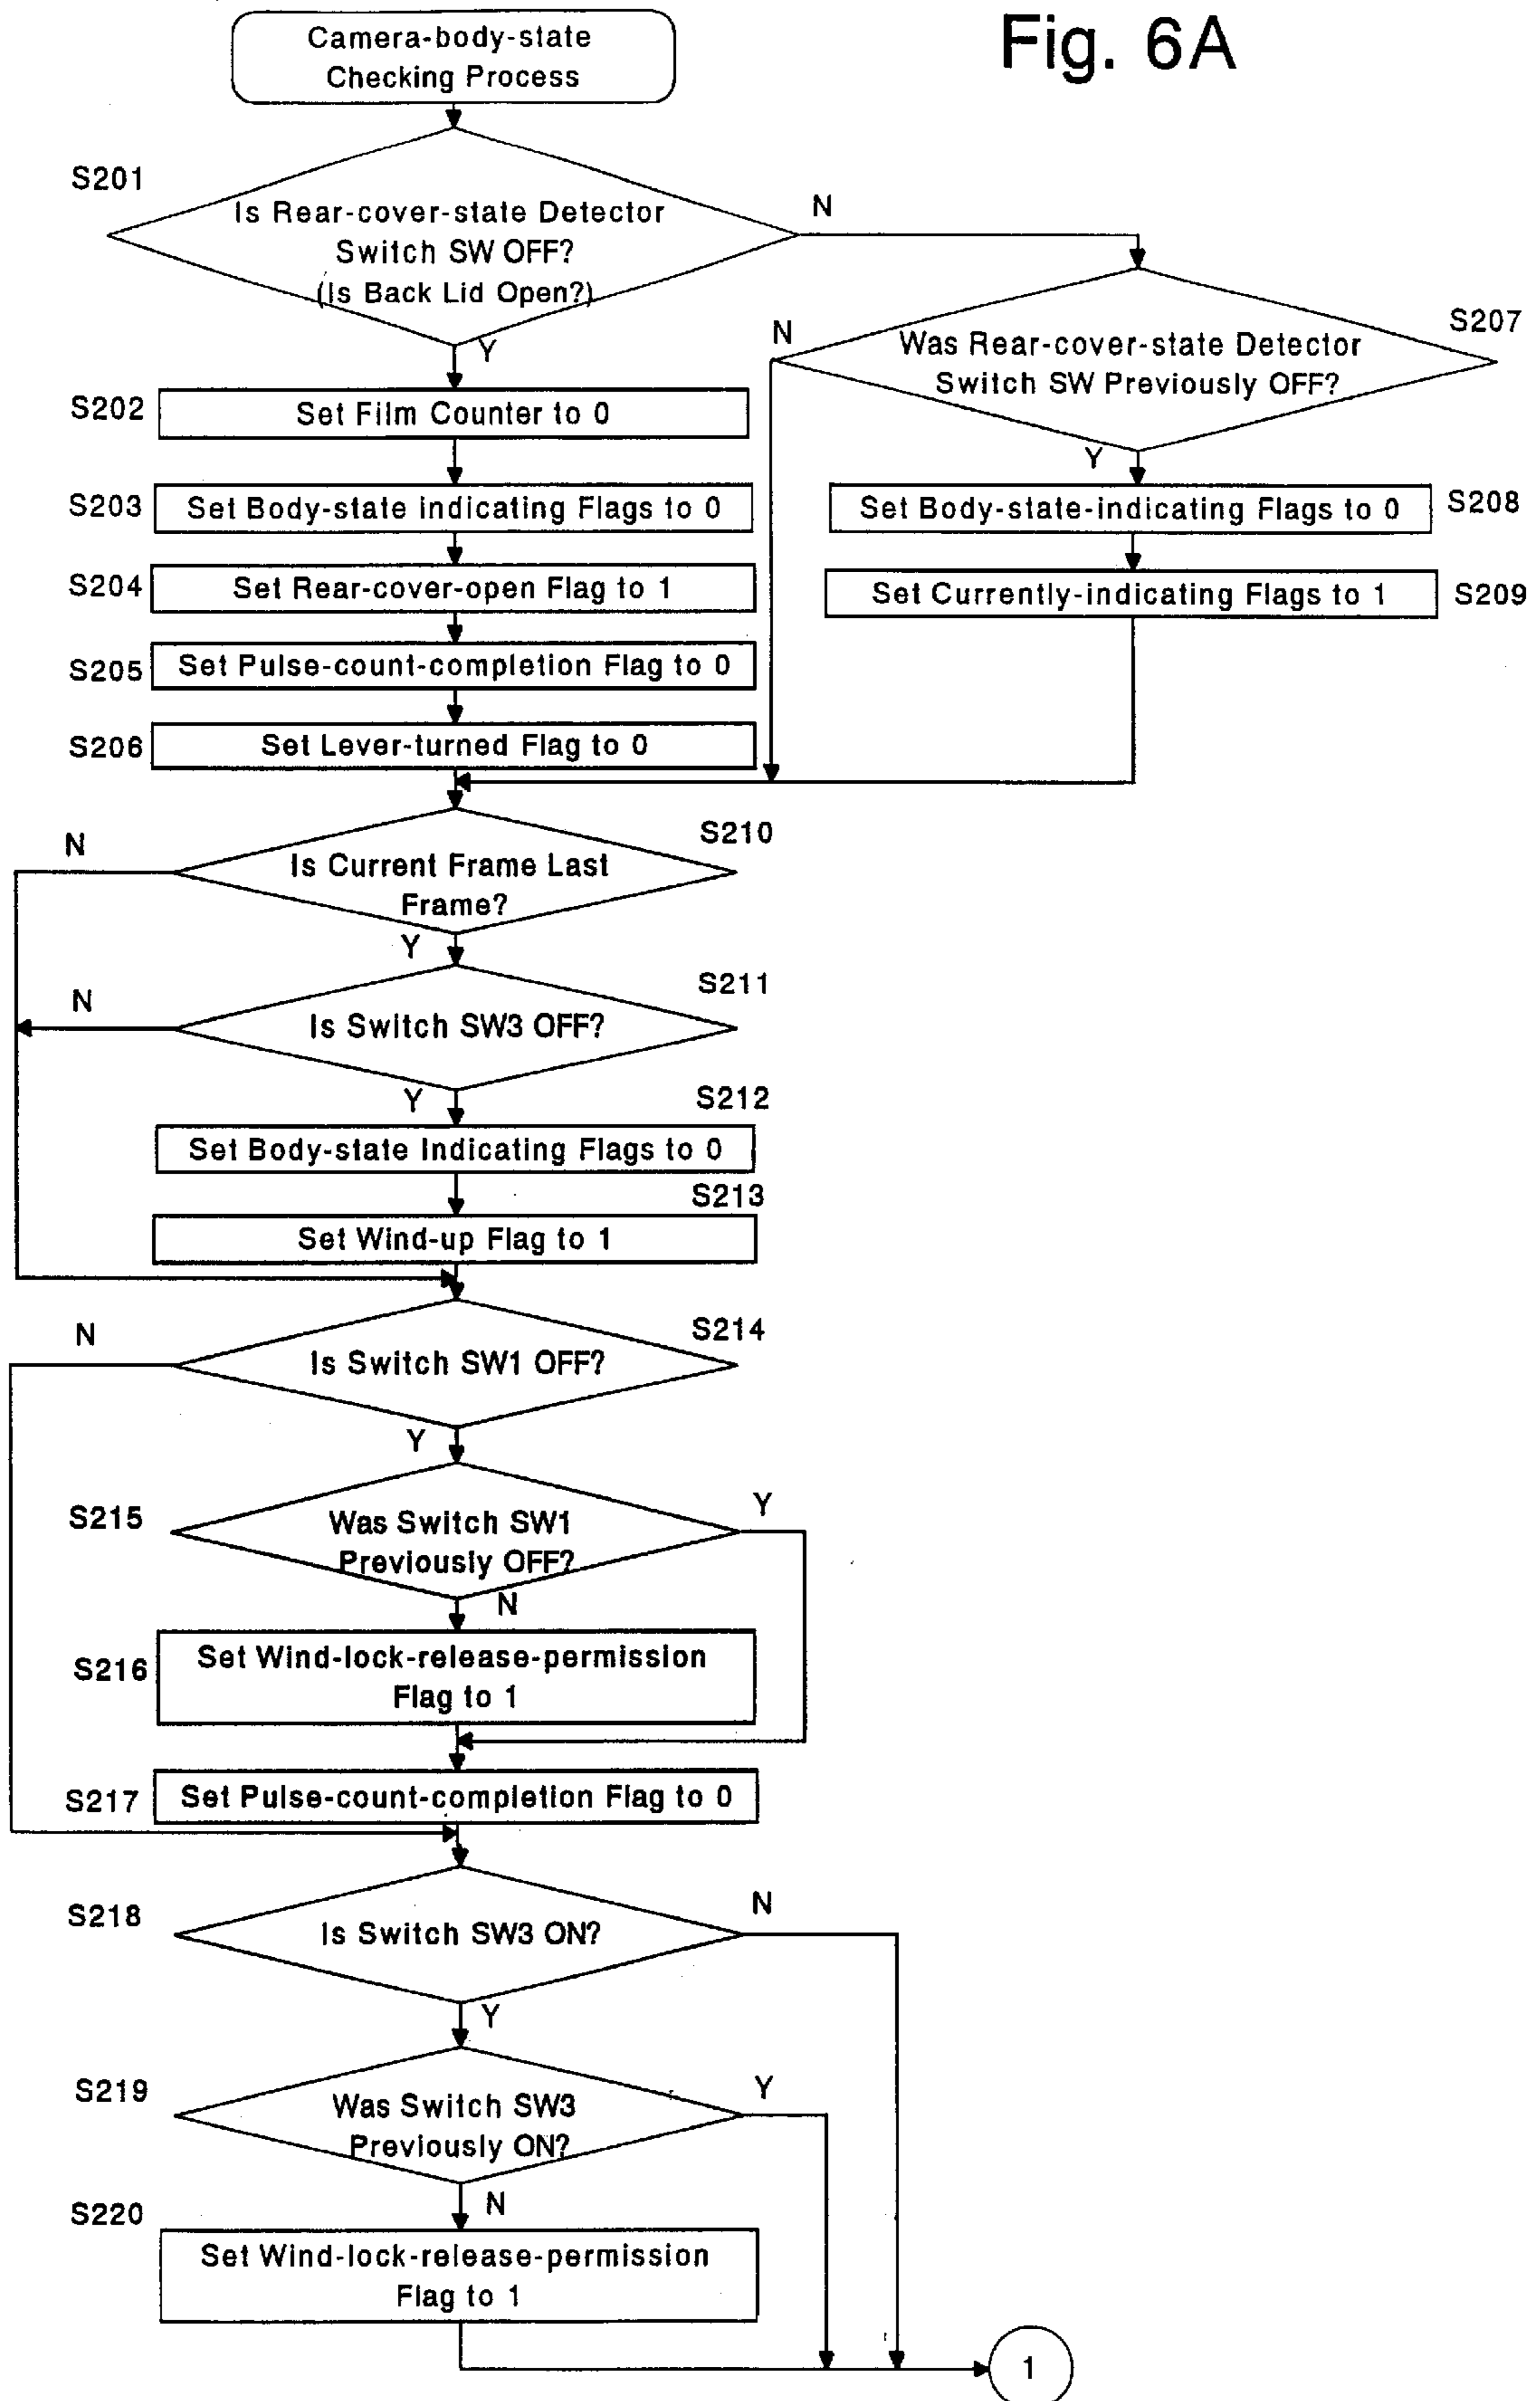 Fig. 6A
Camera-body-state
Checking Process
S201
Is Rear-cover-state Detector
Switch SW OFF?
(Is Back Lid Open?)
N
Y
S207
N
Was Rear-cover-state Detector
Switch SW Previously OFF?
Y
S202
Set Film Counter to 0
S203
Set Body-state indicating Flags to 0
Set Body-state-indicating Flags to 0
S208
S204
Set Rear-cover-open Flag to 1
Set Currently-indicating Flags to 1
S209
S205
Set Pulse-count-completion Flag to 0
S206
Set Lever-turned Flag to 0
S210
N
Is Current Frame Last
Frame?
Y
S211
N
Is Switch SW3 OFF?
Y
S212
Set Body-state Indicating Flags to 0
S213
Set Wind-up Flag to 1
S214
N
Is Switch SW1 OFF?
Y
S215
Was Switch SW1
Previously OFF?
Y
N
S216
Set Wind-lock-release-permission
Flag to 1
S217
Set Pulse-count-completion Flag to 0
S218
Is Switch SW3 ON?
N
Y
S219
Was Switch SW3
Previously ON?
Y
N
S220
Set Wind-lock-release-permission
Flag to 1
1